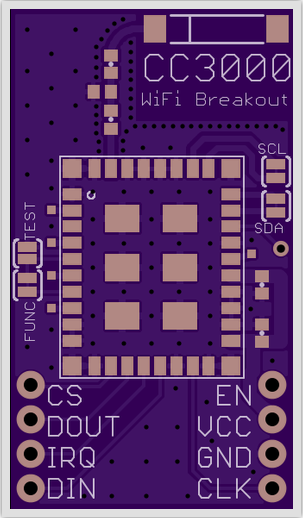 CC3000
WiFi Breakout
SCL
SDA
TEST
FUNC
CS
DOUT
IRQ
DIN
EN
VCC
GND
CLK